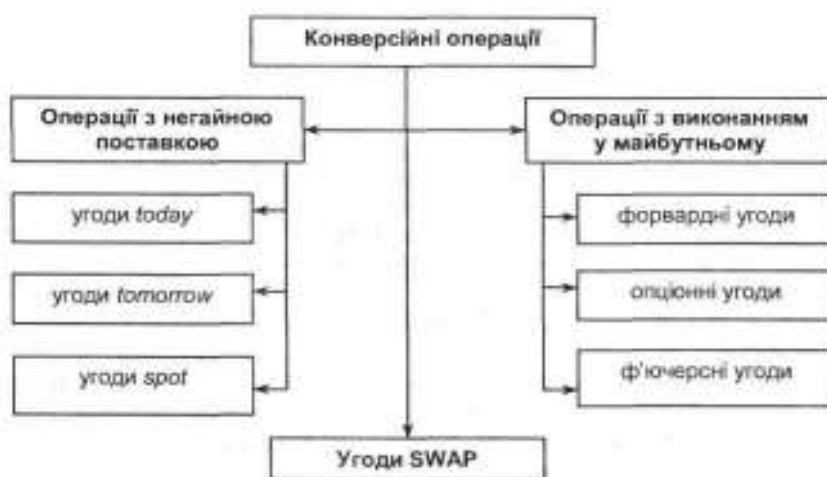 Конверсійні операції
Операції з негайною
поставкою
угоди today
угоди tomorrow
угоди spot
Операції з виконанням
у майбутньому
форвардні угоди
опціонні угоди
ф'ючерсні угоди
Угоди SWAP